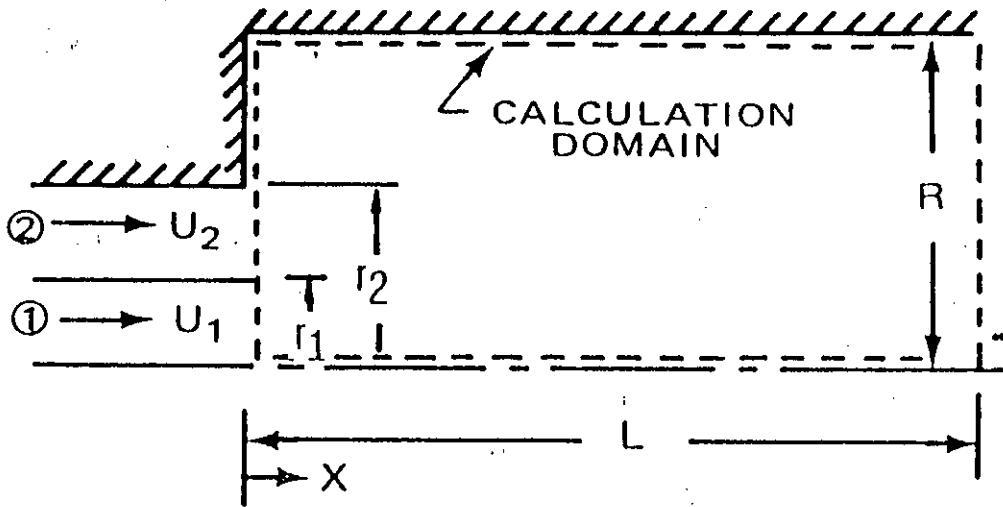 CALCULATION
DOMAIN
R
② U2
r2
① U1
r1
L
X